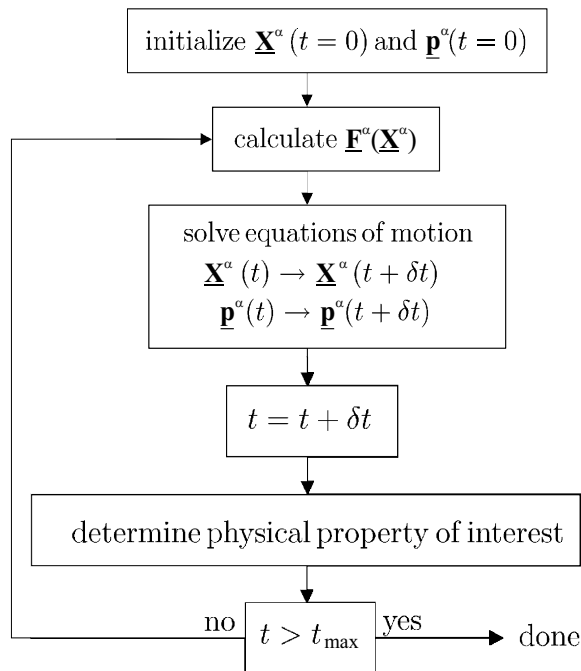 initialize X^α (t = 0) and p^α(t = 0)
calculate F^α(X^α)
solve equations of motion
X^α (t) → X^α (t + δt)
p^α(t) → p^α(t + δt)
t = t + δt
determine physical property of interest
no
t > t_max
yes
done